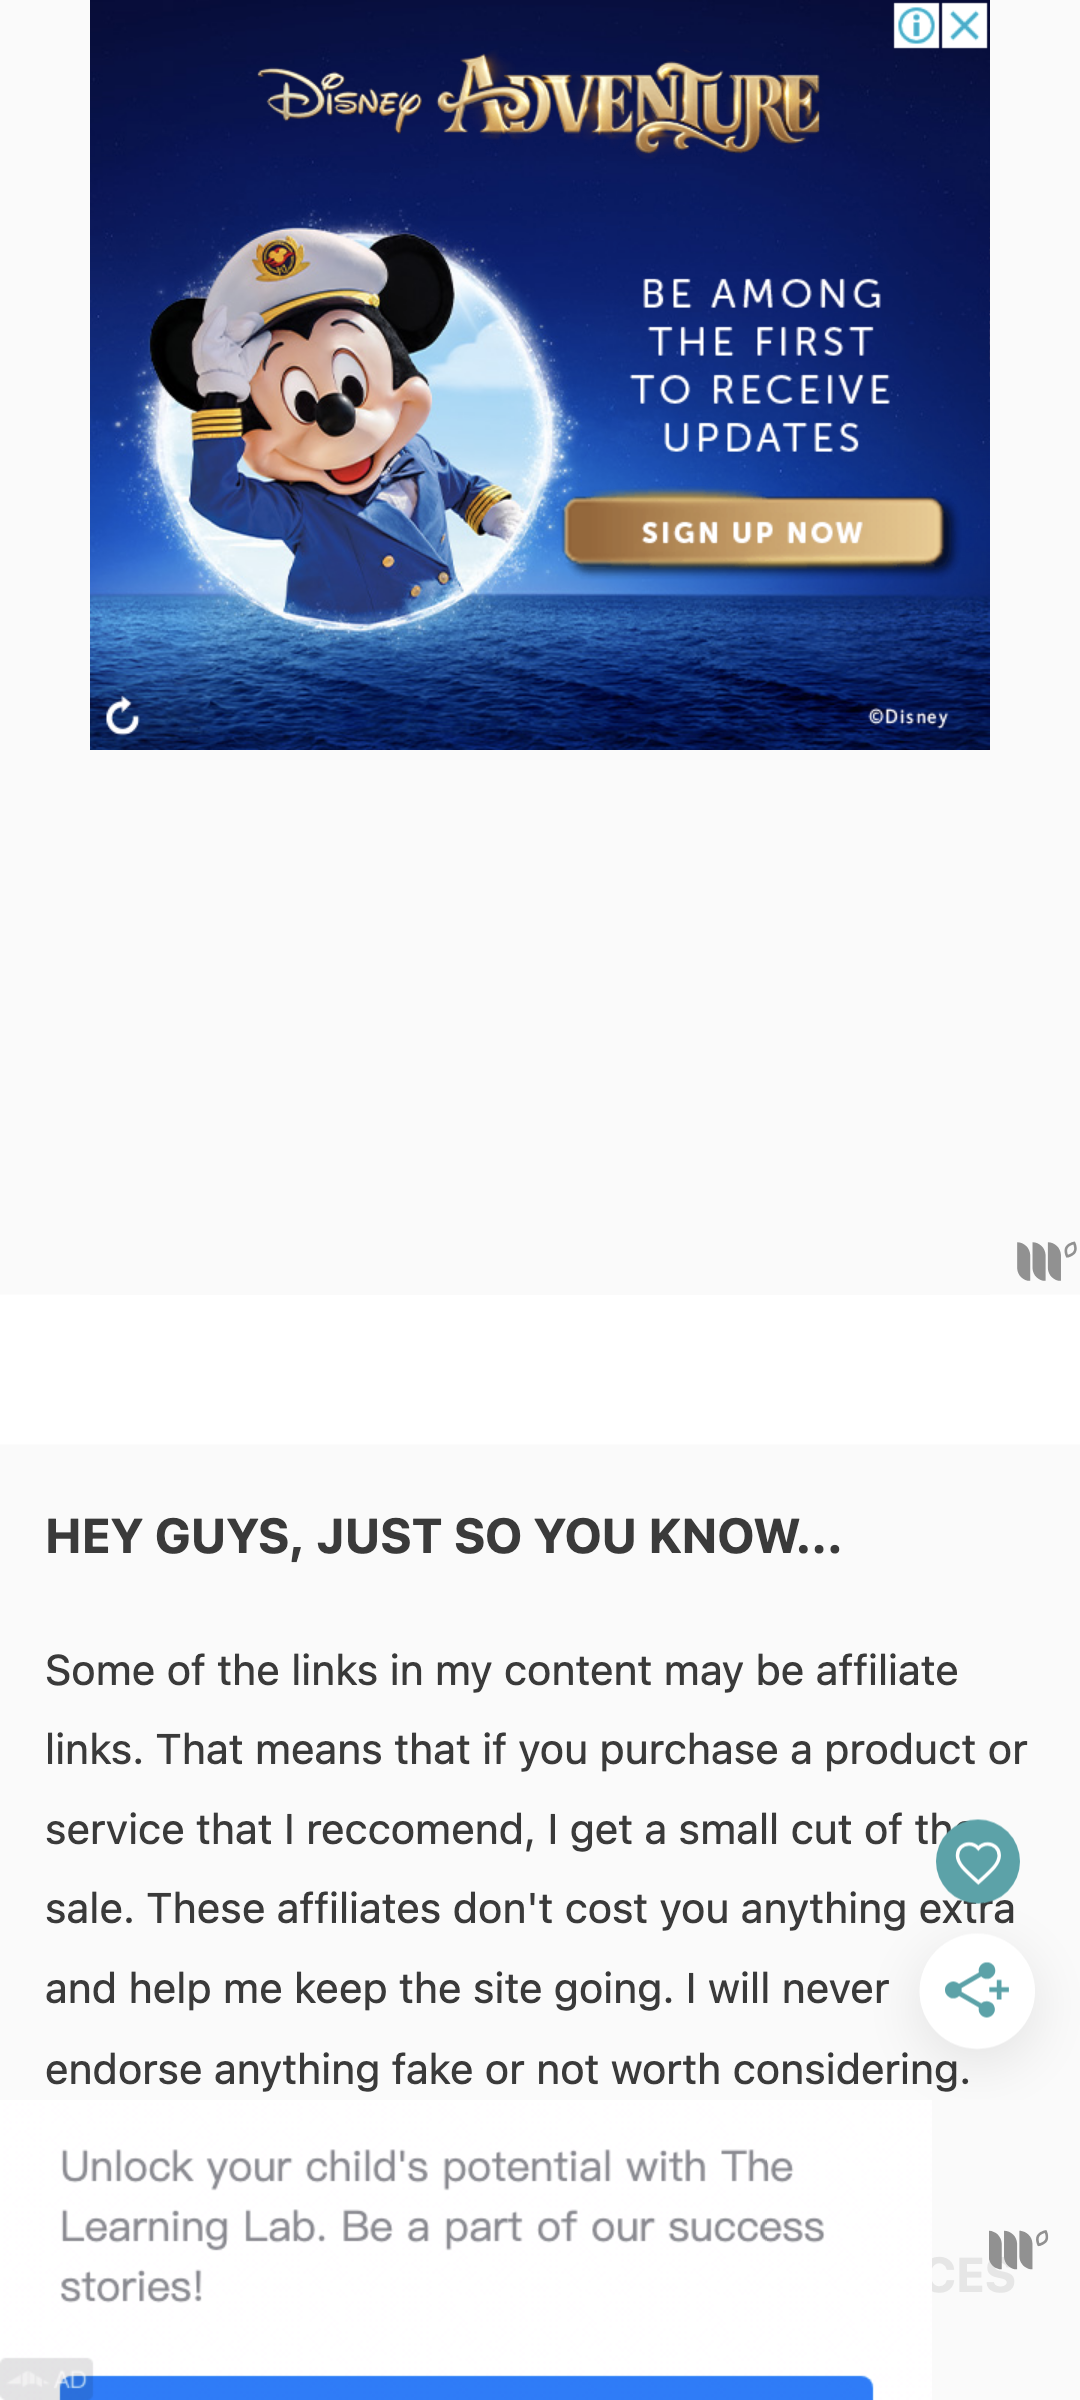 Disney ADVENTURE
BE AMONG
THE FIRST
TO RECEIVE
UPDATES
SIGN UP NOW
©Disney
HEY GUYS, JUST SO YOU KNOW...
Some of the links in my content may be affiliate
links. That means that if you purchase a product or
service that I reccomend, I get a small cut of the
sale. These affiliates don't cost you anything extra
and help me keep the site going. I will never
endorse anything fake or not worth considering.
Unlock your child's potential with The
Learning Lab. Be a part of our success
stories!
CES
AD